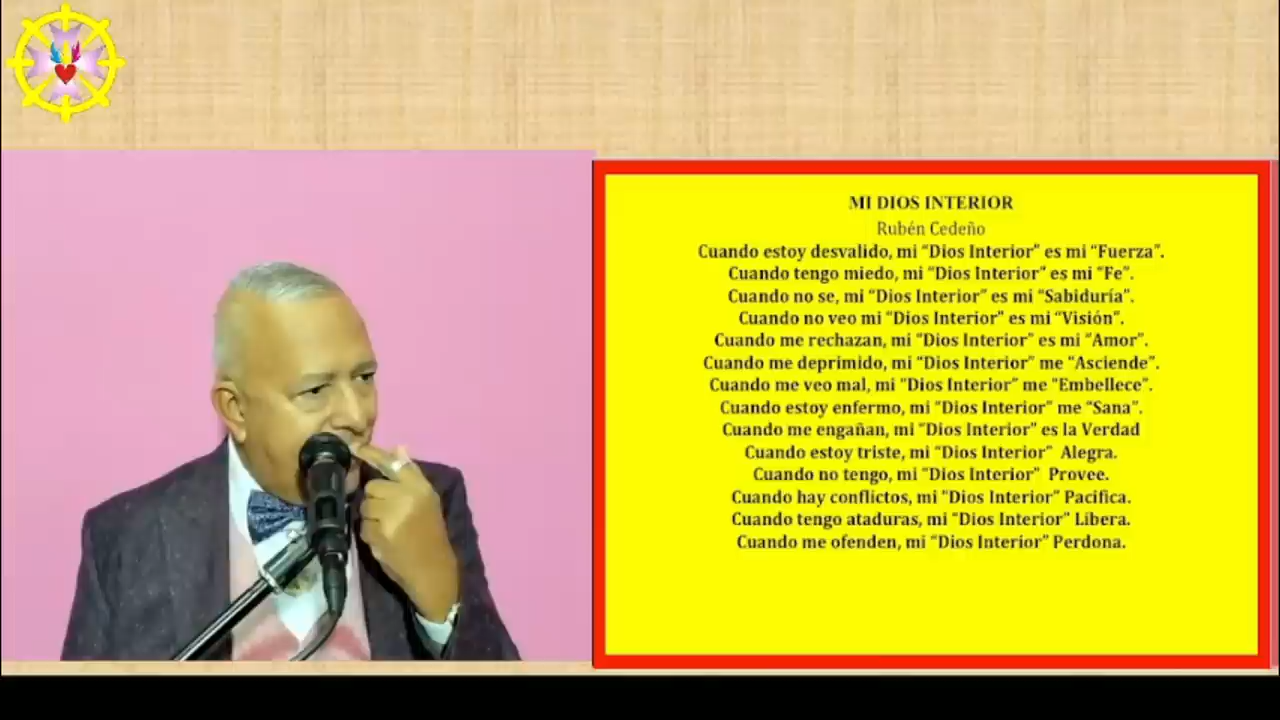 MI DIOS INTERIOR
Rubén Cedeño
Cuando estoy desvalido, mi “Dios Interior” es mi “Fuerza”.
Cuando tengo miedo, mi “Dios Interior” es mi “Fe”.
Cuando no se, mi “Dios Interior” es mi “Sabiduría”.
Cuando no veo mi “Dios Interior” es mi “Visión”.
Cuando me rechazan, mi “Dios Interior” es mi “Amor”.
Cuando me deprimido, mi “Dios Interior” me “Asciende”.
Cuando me veo mal, mi “Dios Interior” me “Embellece”.
Cuando estoy enfermo, mi “Dios Interior” me “Sana”.
Cuando me engañan, mi “Dios Interior” es la Verdad
Cuando estoy triste, mi “Dios Interior” Alegra.
Cuando no tengo, mi “Dios Interior” Provee.
Cuando hay conflictos, mi “Dios Interior” Pacifica.
Cuando tengo ataduras, mi “Dios Interior” Libera.
Cuando me ofenden, mi “Dios Interior” Perdona.